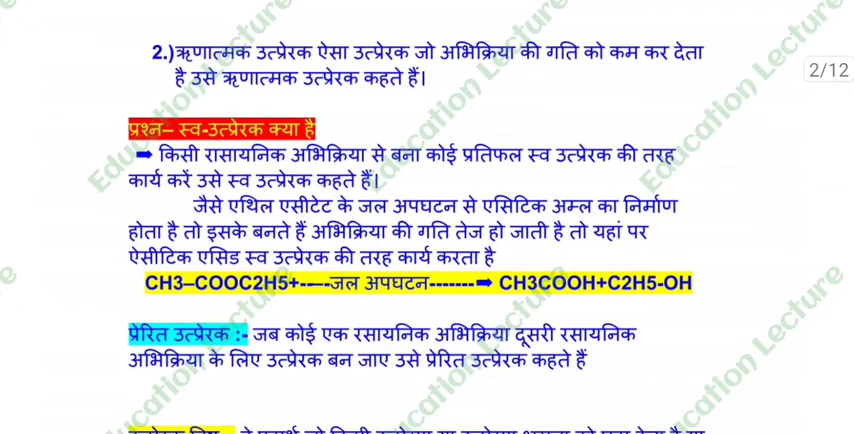 2.)ऋणात्मक उत्प्रेरक ऐसा उत्प्रेरक जो अभिक्रिया की गति को कम कर देता
है उसे ऋणात्मक उत्प्रेरक कहते हैं।
2/12
प्रश्न– स्व-उत्प्रेरक क्या है
➡ किसी रासायनिक अभिक्रिया से बना कोई प्रतिफल स्व उत्प्रेरक की तरह
कार्य करें उसे स्व उत्प्रेरक कहते हैं।
जैसे एथिल एसीटेट के जल अपघटन से एसिटिक अम्ल का निर्माण
होता है तो इसके बनते हैं अभिक्रिया की गति तेज हो जाती है तो यहां पर
ऐसीटिक एसिड स्व उत्प्रेरक की तरह कार्य करता है
CH3–COOC2H5+-–--जल अपघटन-------➡ CH3COOH+C2H5-OH
प्रेरित उत्प्रेरक :- जब कोई एक रसायनिक अभिक्रिया दूसरी रसायनिक
अभिक्रिया के लिए उत्प्रेरक बन जाए उसे प्रेरित उत्प्रेरक कहते हैं
Education Lecture
Education Lecture
Education Lecture